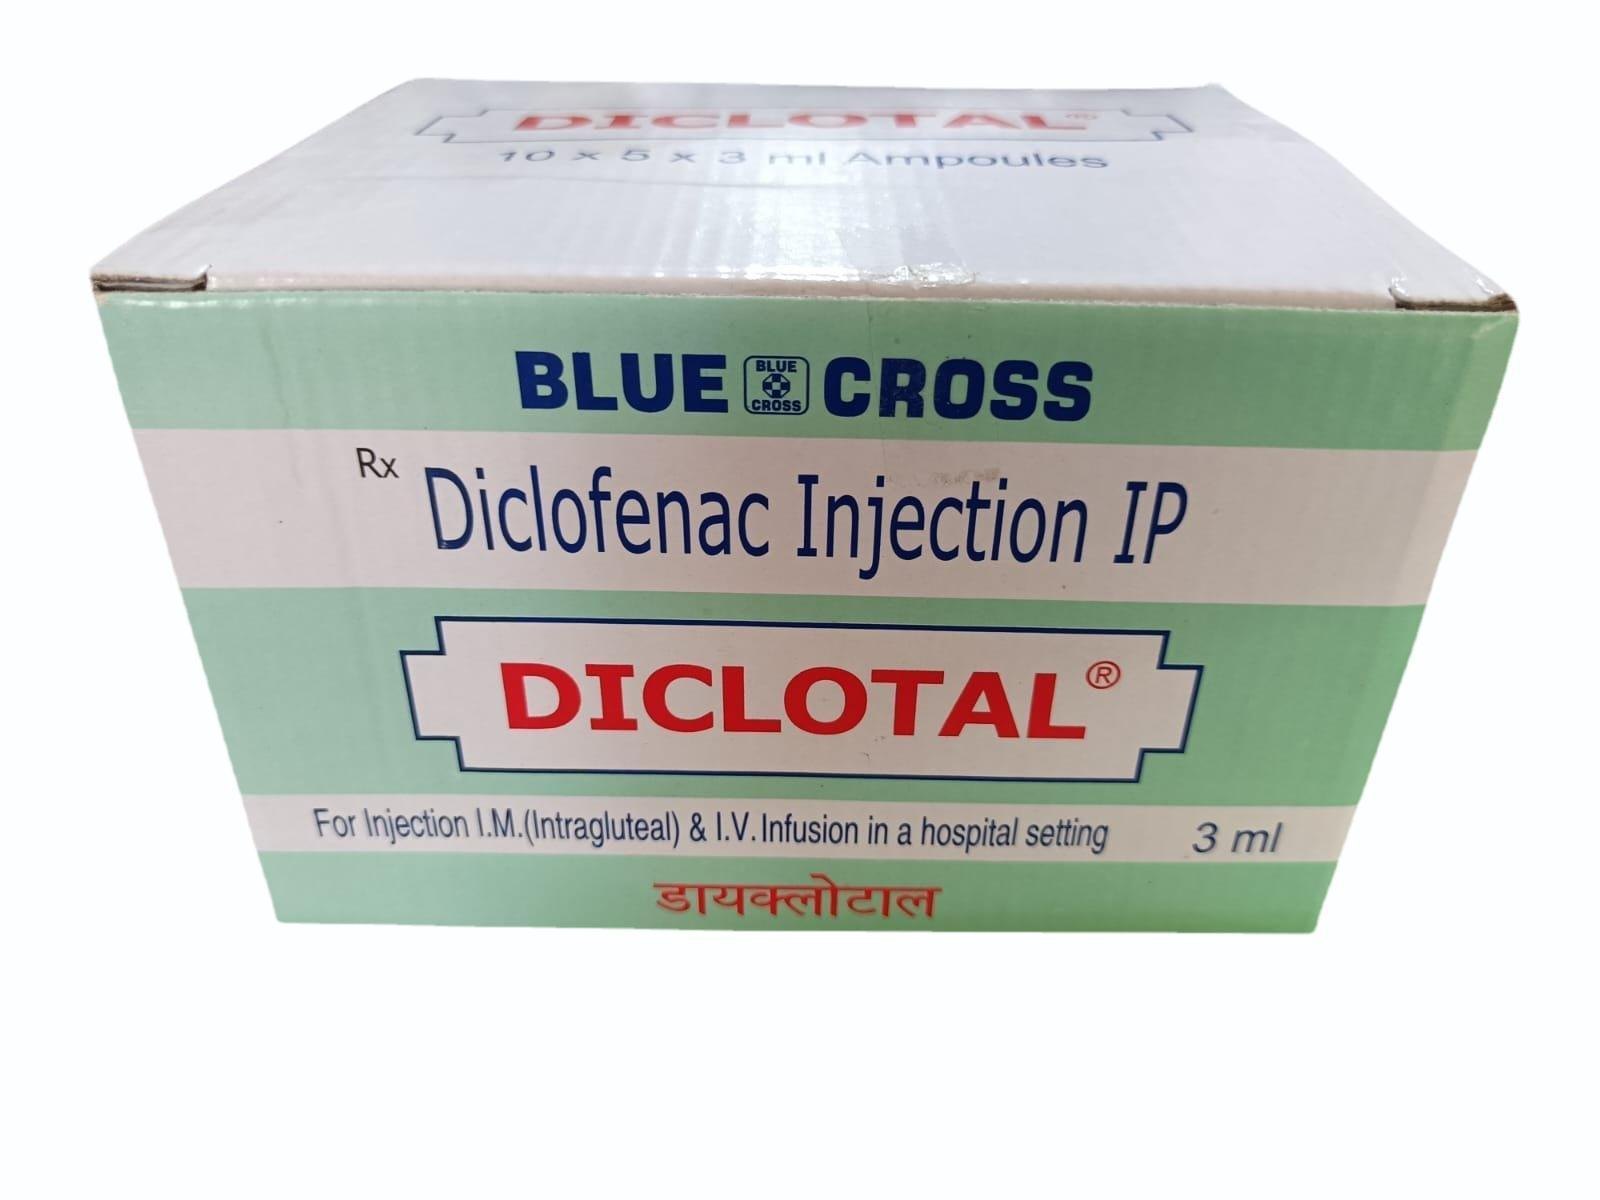 DICLOTAL®
10 x 5 x 3 ml Ampoules
BLUE BLUE CROSS CROSS
Rx Diclofenac Injection IP
DICLOTAL®
For Injection I.M.(Intragluteal) & I.V. Infusion in a hospital setting 3 ml
डायक्लोटाल